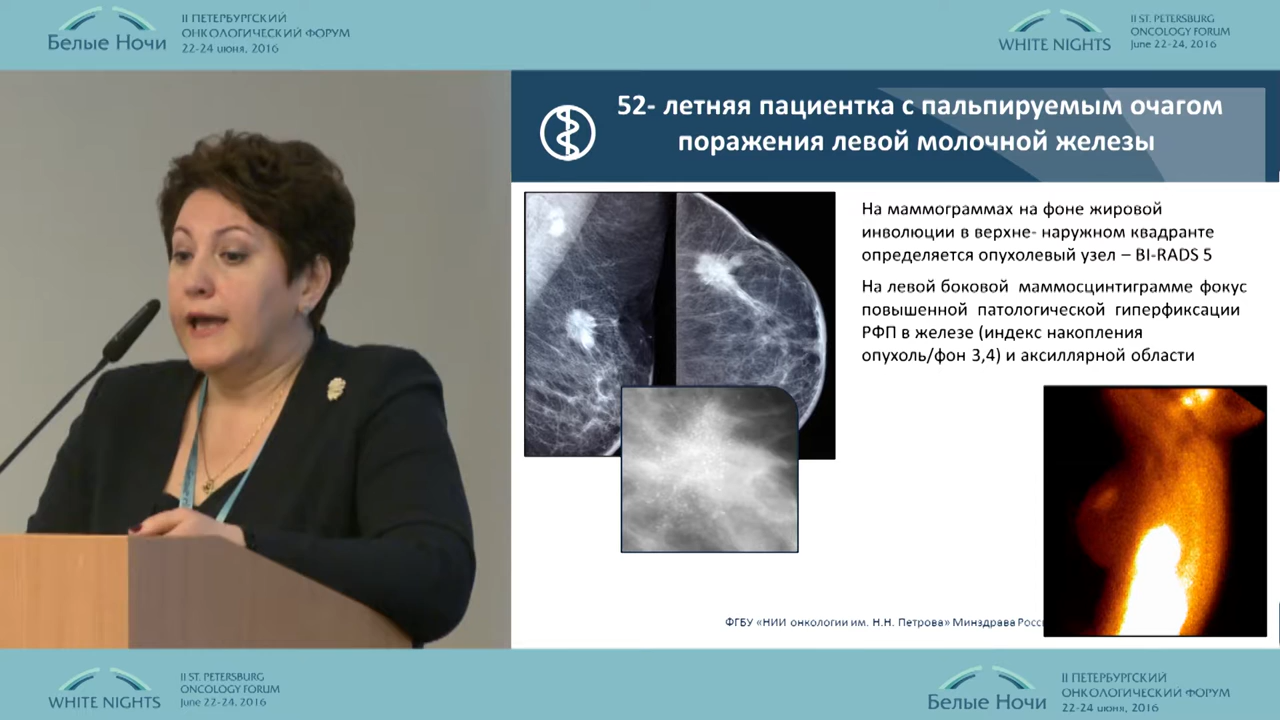 Белые Ночи
II ПЕТЕРБУРГСКИЙ
ОНКОЛОГИЧЕСКИЙ ФОРУМ
22-24 июня, 2016
WHITE NIGHTS
II ST. PETERSBURG
ONCOLOGY FORUM
June 22-24, 2016
52- летняя пациентка с пальпируемым очагом
поражения левой молочной железы
На маммограммах на фоне жировой
инволюции в верхне- наружном квадранте
определяется опухолевый узел – BI-RADS 5
На левой боковой маммосцинтиграмме фокус
повышенной патологической гиперфиксации
РФП в железе (индекс накопления
опухоль/фон 3,4) и аксиллярной области
ФГБУ «НИИ онкологии им. Н.Н. Петрова» Минздрава
WHITE NIGHTS
II ST. PETERSBURG
ONCOLOGY FORUM
June 22-24, 2016
Белые Ночи
II ПЕТЕРБУРГСКИЙ
ОНКОЛОГИЧЕСКИЙ ФОРУМ
22-24 июня, 2016